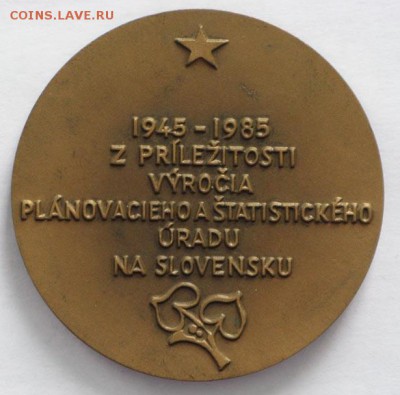 COINS.LAVE.RU
1945-1985
Z PRÍLEŽITOSTI
VÝROČIA
PLÁNOVACIEHO A ŠTATISTICKÉHO
ÚRADU
NA SLOVENSKU